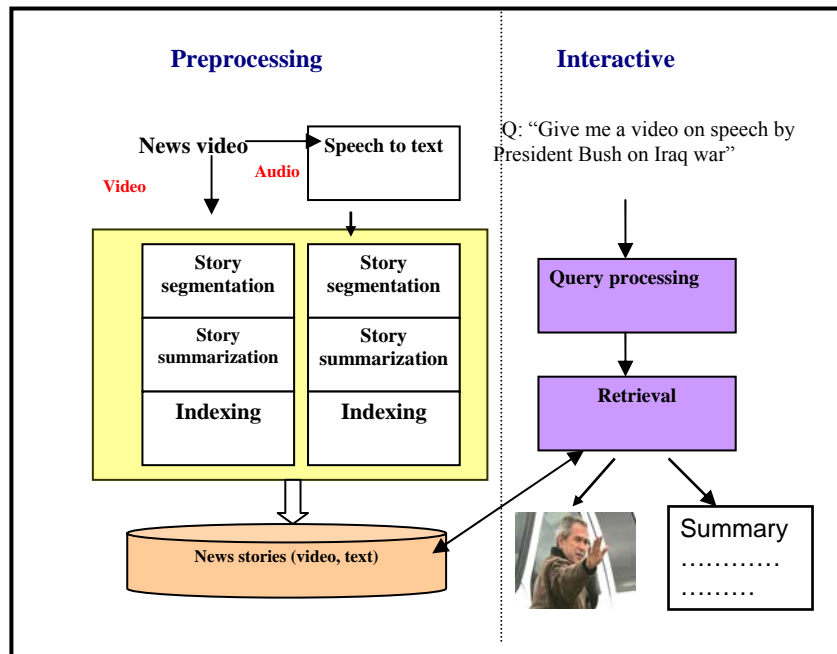 Preprocessing
Interactive
News video
Video
Audio
Speech to text
Story
segmentation
Story
summarization
Indexing
Story
segmentation
Story
summarization
Indexing
News stories (video, text)
Q: “Give me a video on speech by
President Bush on Iraq war”
Query processing
Retrieval
Summary
…………
………